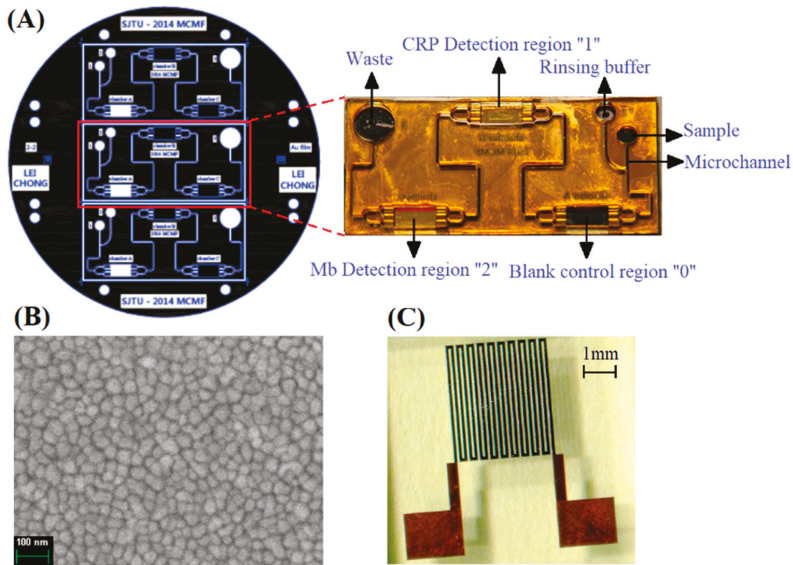 (A)
SJTU - 2014 MCMF
2-2
Au film
LEI
CHONG
LEI
CHONG
SJTU - 2014 MCMF
CRP Detection region "1"
Waste
Rinsing buffer
Sample
Microchannel
Mb Detection region "2"
Blank control region "0"
(B)
100 nm
(C)
1mm